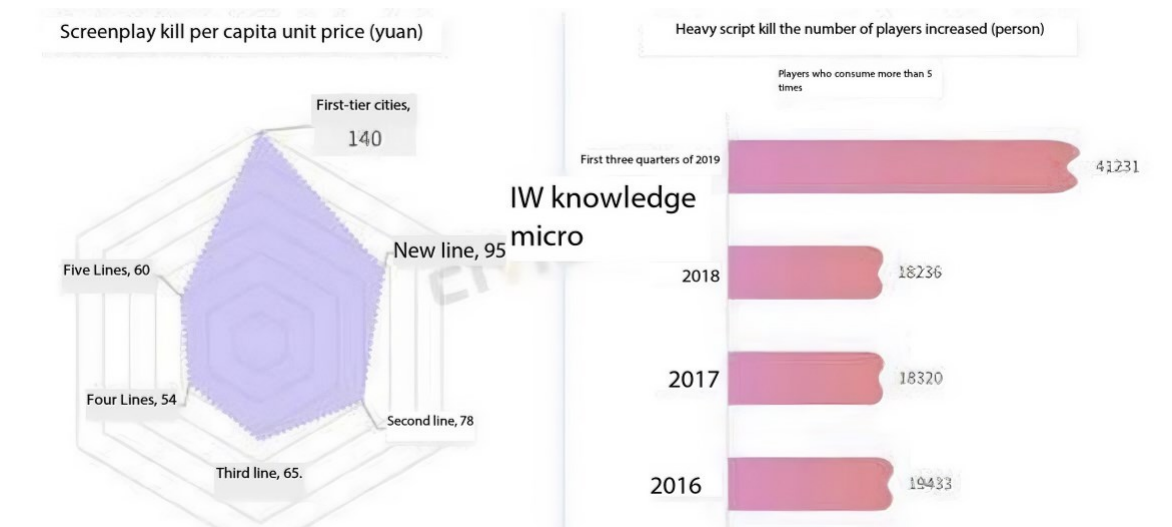 Screenplay kill per capita unit price (yuan)
First-tier cities,
140
New line, 95
Five Lines, 60
Four Lines, 54
Second line, 78
Third line, 65.
IW knowledge
micro
Heavy script kill the number of players increased (person)
Players who consume more than 5
times
First three quarters of 2019
41231
2018
18236
2017
18320
2016
19433